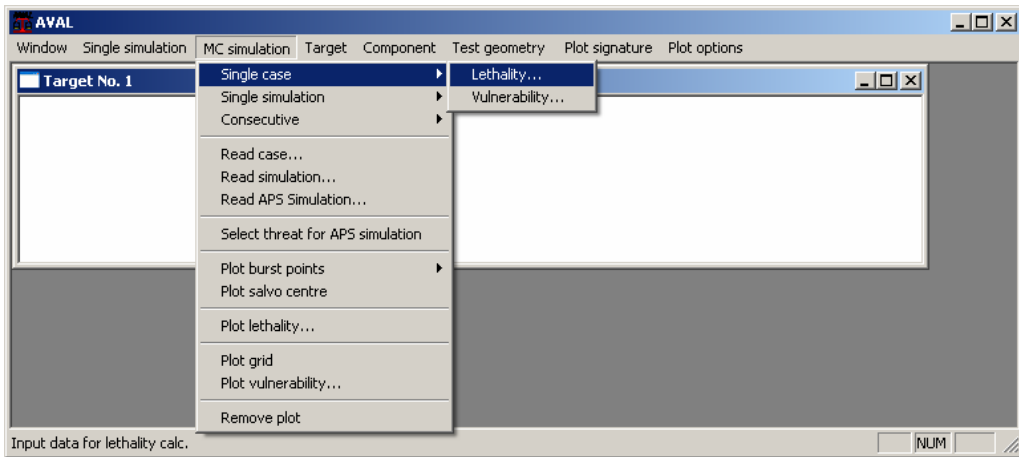 AVAL
Window Single simulation MC simulation Target Component Test geometry Plot signature Plot options
Target No. 1
Single case
Lethality...
Single simulation
Vulnerability...
Consecutive
Read case...
Read simulation...
Read APS Simulation...
Select threat for APS simulation
Plot burst points
Plot salvo centre
Plot lethality...
Plot grid
Plot vulnerability...
Remove plot
Input data for lethality calc.
NUM